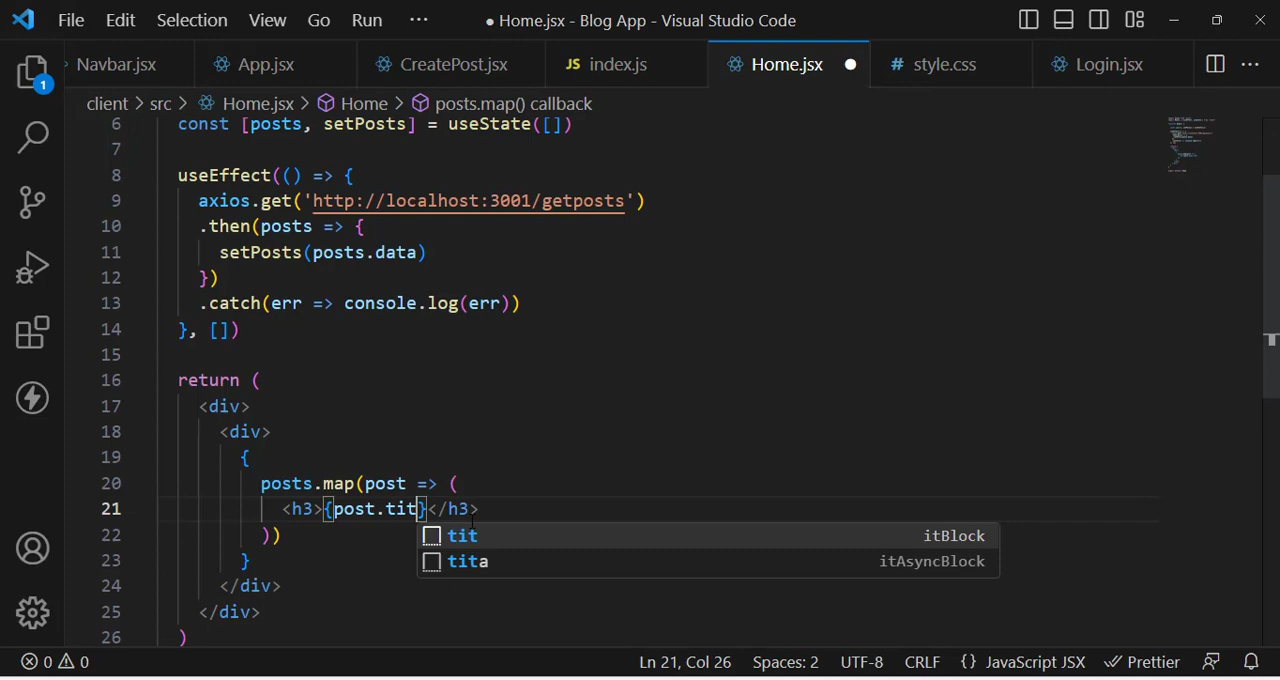 File Edit Selection View Go Run ··· ● Home.jsx - Blog App - Visual Studio Code
1
Navbar.jsx App.jsx CreatePost.jsx JS index.js Home.jsx ● # style.css Login.jsx ···
client > src > Home.jsx > Home > posts.map() callback
6 const [posts, setPosts] = useState([])
7
8 useEffect(() => {
9 axios.get('http://localhost:3001/getposts')
10 .then(posts => {
11 setPosts(posts.data)
12 })
13 .catch(err => console.log(err))
14 }, [])
15
16 return (
17 <div>
18 <div>
19 {
20 posts.map(post => (
21 <h3>{post.tit}</h3>
tit itBlock
22 ))
tita itAsyncBlock
23 }
24 </div>
25 </div>
26 )
0 0 Ln 21, Col 26 Spaces: 2 UTF-8 CRLF {} JavaScript JSX Prettier